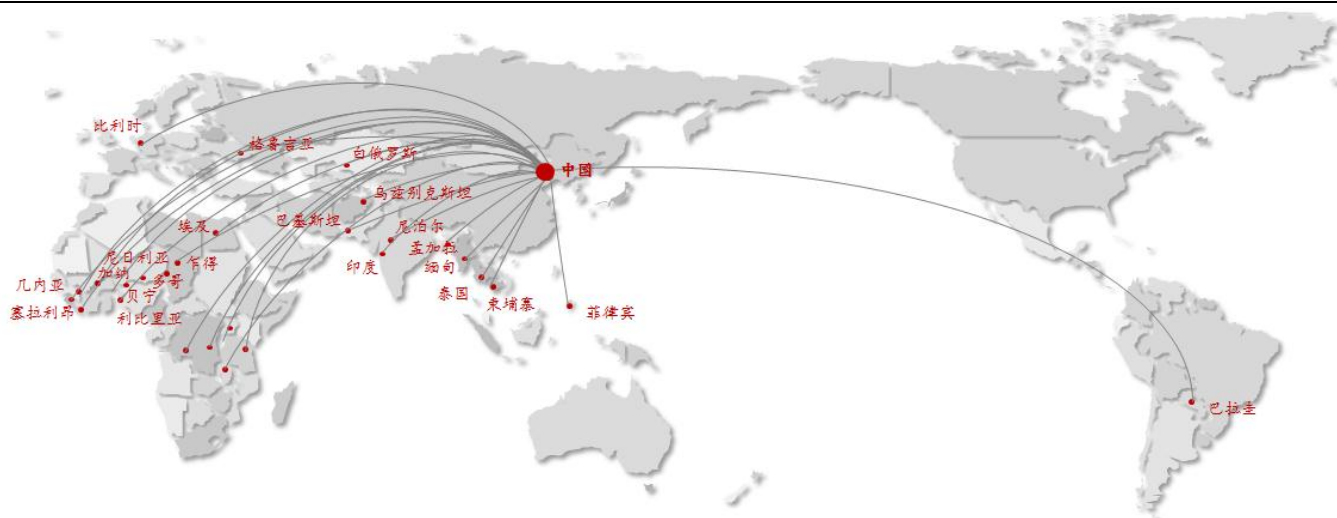 比利时
格鲁吉亚
白俄罗斯
中国
乌兹别克斯坦
巴基斯坦
埃及
尼泊尔
孟加拉
尼日利亚
乍得
印度
缅甸
加纳
多哥
几内亚
贝宁
泰国
柬埔寨
塞拉利昂
利比里亚
菲律宾
巴拉圭